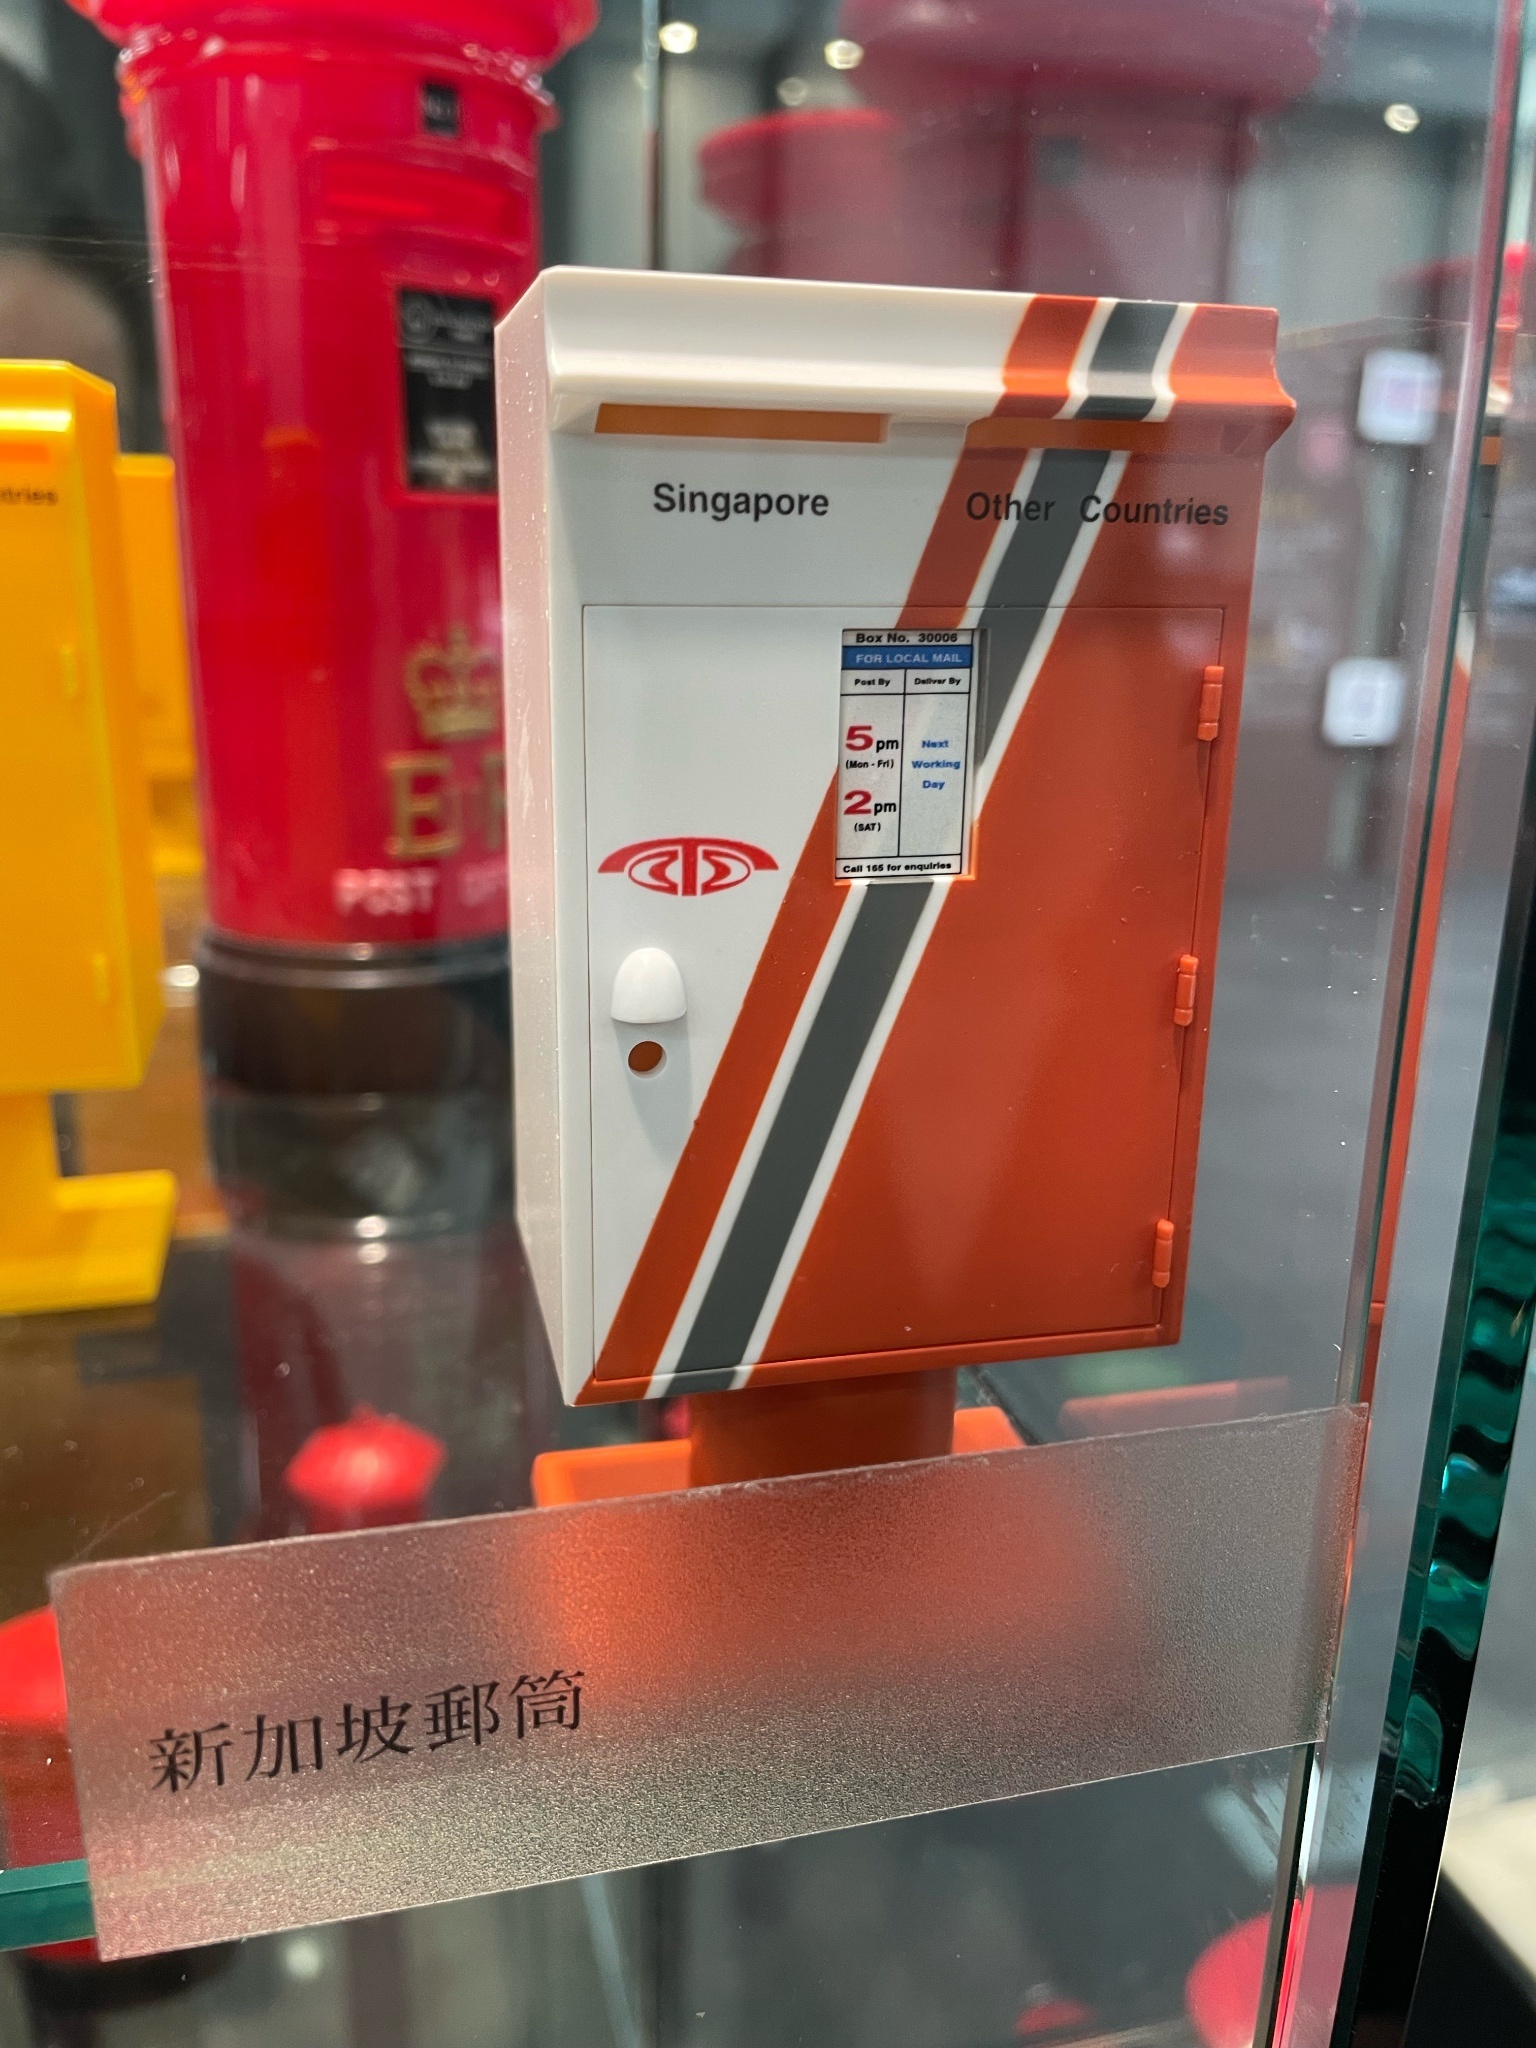 Singapore
Other Countries
Box No. 30006
FOR LOCAL MAIL
Post By
Deliver By
5pm
(Mon - Fri)
2pm
(SAT)
Next
Working
Day
Call 165 for enquiries
新加坡郵筒
POST